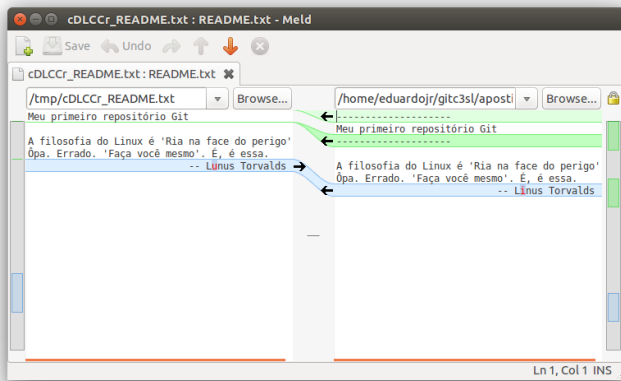 cDLCCr_README.txt : README.txt - Meld
Save Undo
cDLCCr_README.txt : README.txt
/tmp/cDLCCr_README.txt Browse...
Meu primeiro repositório Git
A filosofia do Linux é 'Ria na face do perigo'
Ôpa. Errado. 'Faça você mesmo'. É, é essa.
-- Lunus Torvalds
/home/eduardojr/gitc3sl/aposti Browse...
-------------------
Meu primeiro repositório Git
-------------------
A filosofia do Linux é 'Ria na face do perigo'
Ôpa. Errado. 'Faça você mesmo'. É, é essa.
-- Linus Torvalds
Ln 1, Col 1 INS